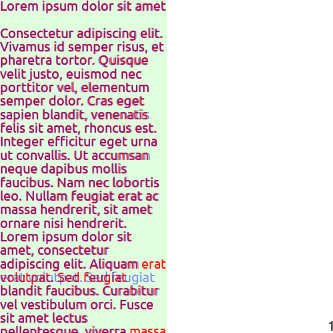 Lorem ipsum dolor sit amet
Consectetur adipiscing elit.
Vivamus id semper risus, et
pharetra tortor. Quisque
velit justo, euismod nec
porttitor vel, elementum
semper dolor. Cras eget
sapien blandit, venenatis
felis sit amet, rhoncus est.
Integer efficitur eget urna
ut convallis. Ut accumsan
neque dapibus mollis
faucibus. Nam nec lobortis
leo. Nullam feugiat erat ac
massa hendrerit, sit amet
ornare nisi hendrerit.
Lorem ipsum dolor sit
amet, consectetur
adipiscing elit. Aliquam erat
volutpat. Sed feugiat
blandit faucibus. Curabitur
vel vestibulum orci. Fusce
sit amet lectus
pellentesque, viverra massa
1